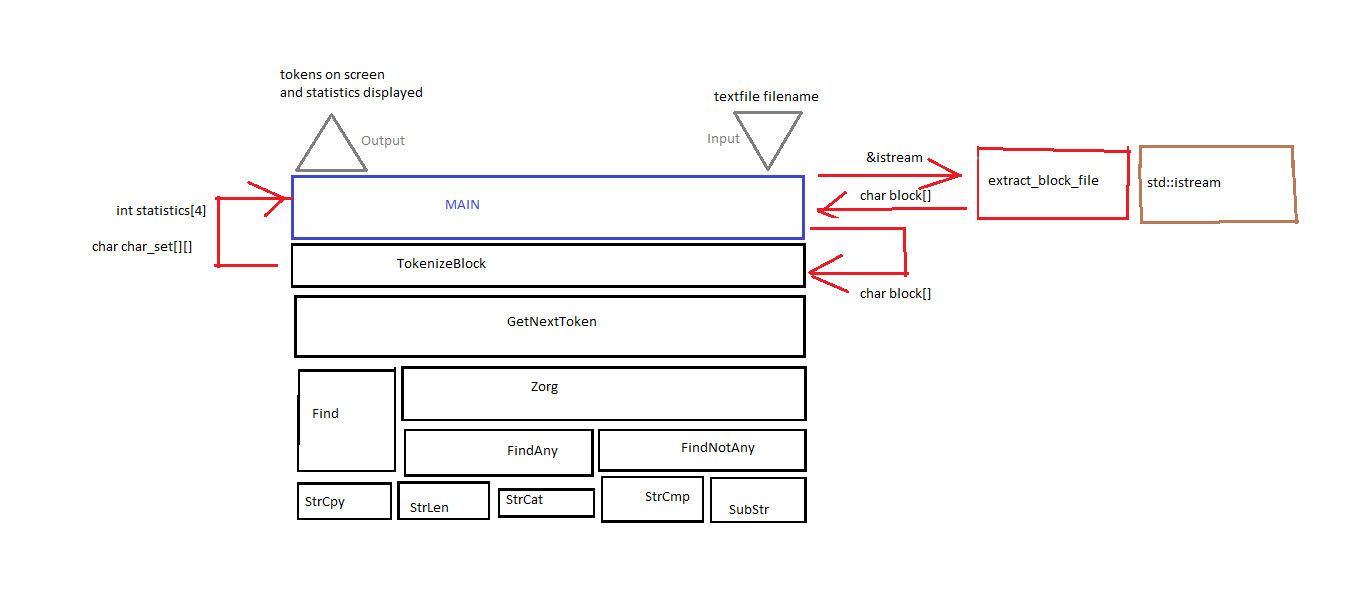 tokens on screen
and statistics displayed
textfile filename
Output
Input
&istream
extract_block_file
std::istream
char block[]
MAIN
int statistics[4]
char char_set[][]
TokenizeBlock
char block[]
GetNextToken
Zorg
Find
FindAny
FindNotAny
StrCpy
StrLen
StrCat
StrCmp
SubStr